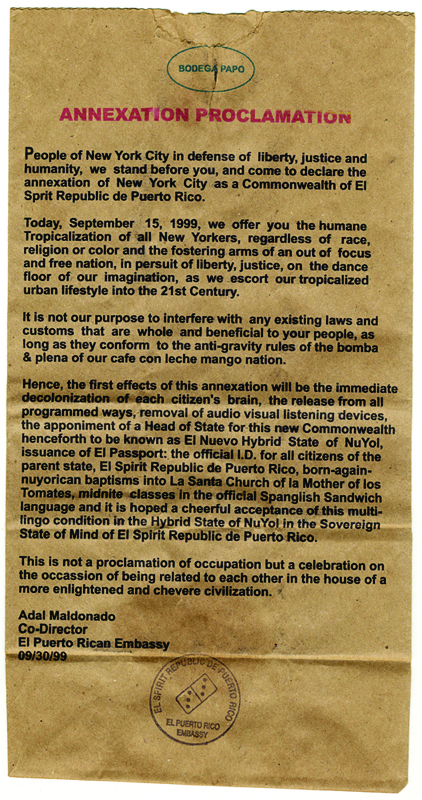 BODEGA PAPO
ANNEXATION PROCLAMATION
People of New York City in defense of liberty, justice and
humanity, we stand before you, and come to declare the
annexation of New York City as a Commonwealth of El
Sprit Republic de Puerto Rico.
Today, September 15, 1999, we offer you the humane
Tropicalization of all New Yorkers, regardless of race,
religion or color and the fostering arms of an out of focus
and free nation, in persuit of liberty, justice, on the dance
floor of our imagination, as we escort our tropicalized
urban lifestyle into the 21st Century.
It is not our purpose to interfere with any existing laws and
customs that are whole and beneficial to your people, as
long as they conform to the anti-gravity rules of the bomba
& plena of our cafe con leche mango nation.
Hence, the first effects of this annexation will be the immediate
decolonization of each citizen's brain, the release from all
programmed ways, removal of audio visual listening devices,
the apponiment of a Head of State for this new Commonwealth
henceforth to be known as El Nuevo Hybrid State of NuYol,
issuance of El Passport: the official I.D. for all citizens of the
parent state, El Spirit Republic de Puerto Rico, born-again-
nuyorican baptisms into La Santa Church of la Mother of los
Tomates, midnite classes in the official Spanglish Sandwich
language and it is hoped a cheerful acceptance of this multi-
lingo condition in the Hybrid State of NuYol in the Sovereign
State of Mind of El Spirit Republic de Puerto Rico.
This is not a proclamation of occupation but a celebration on
the occassion of being related to each other in the house of a
more enlightened and chevere civilization.
Adal Maldonado
Co-Director
El Puerto Rican Embassy
09/30/99
EL SPIRIT REPUBLIC DE PUERTO RICO
EL PUERTO RICO
EMBASSY